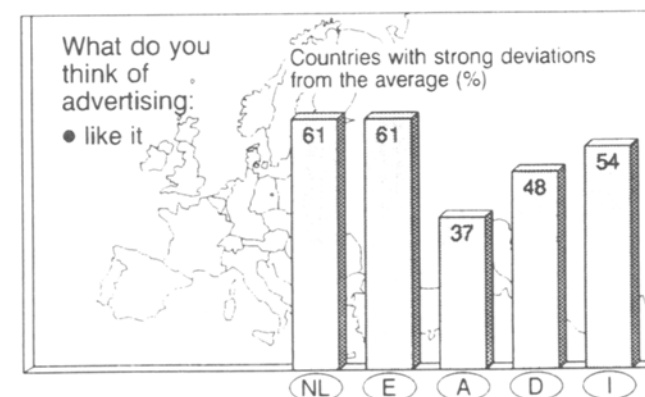 What do you
think of
advertising:
• like it
Countries with strong deviations
from the average (%)
61
61
37
48
54
NL
E
A
D
I